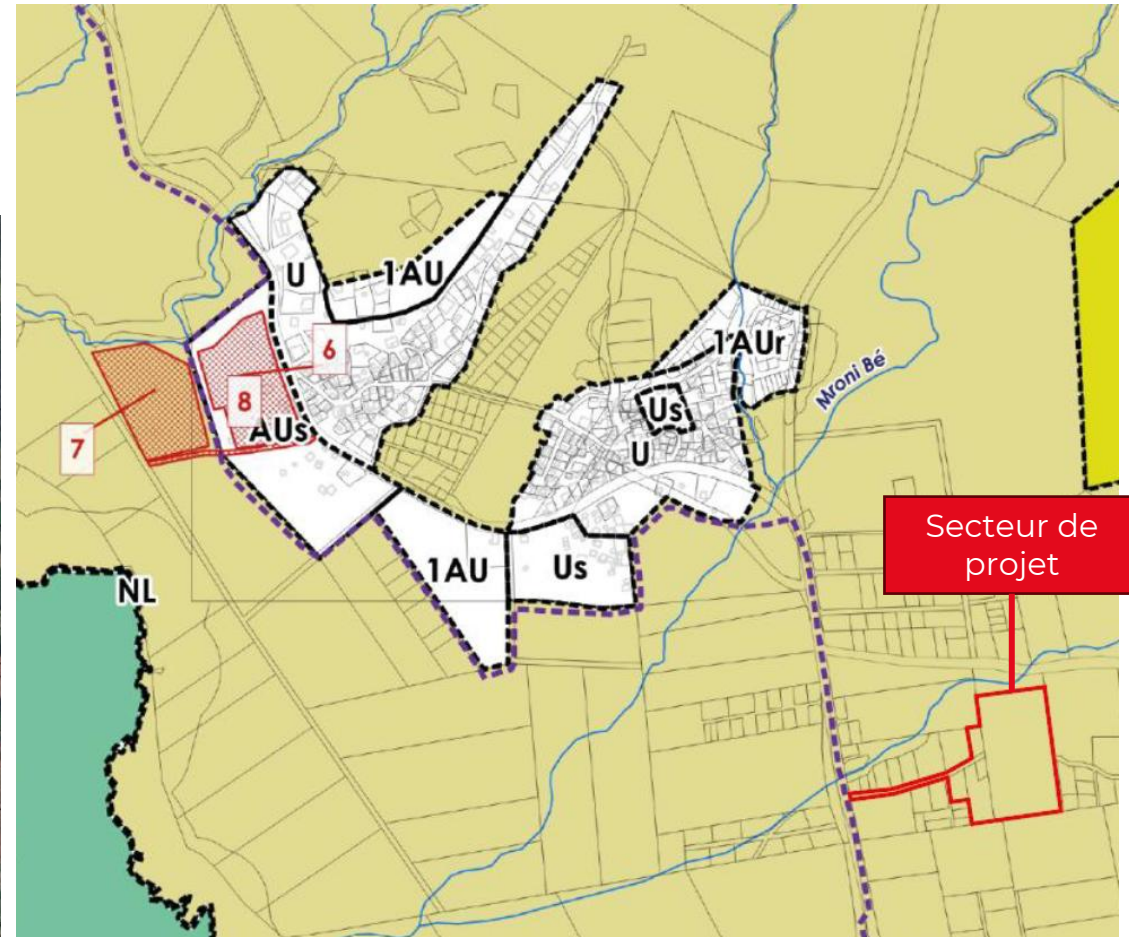 U
1AU
6
1AUr
Mroni Bé
8
Us
7
AUs
U
Secteur de
projet
1AU
Us
NL